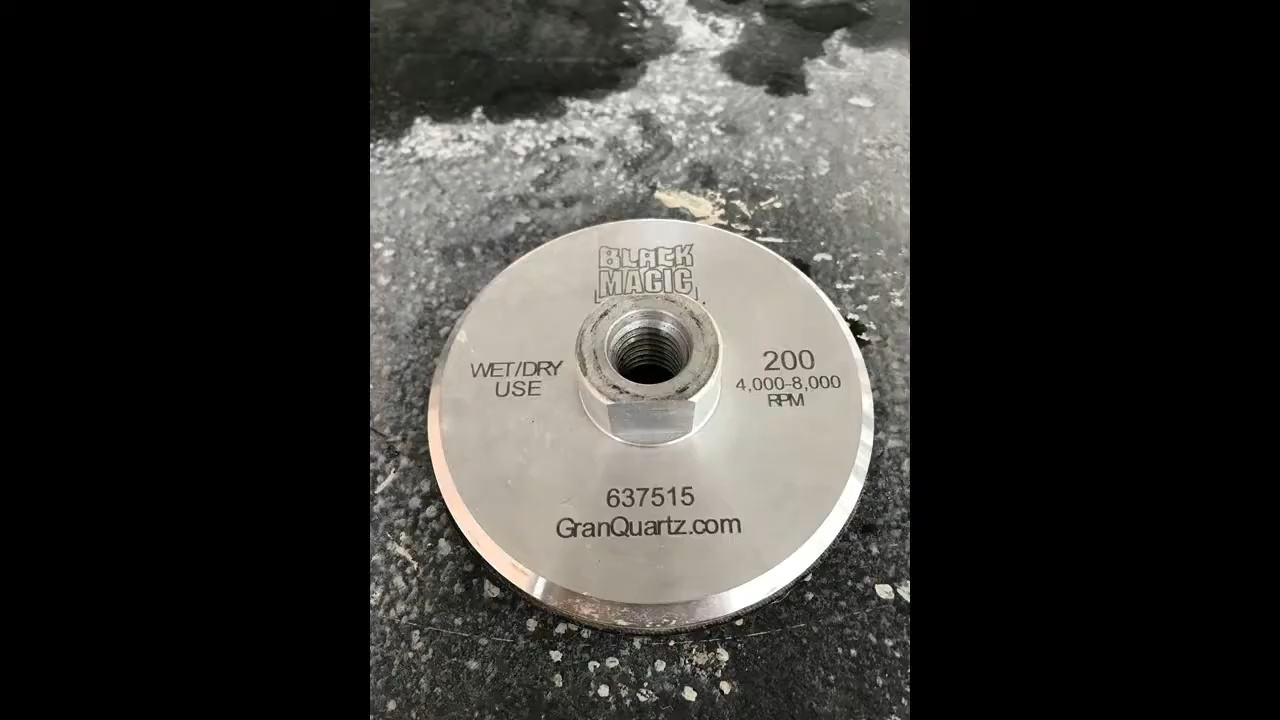 BLACK
MAGIC
WET/DRY
USE
200
4,000-8,000
RPM
637515
GranQuartz.com